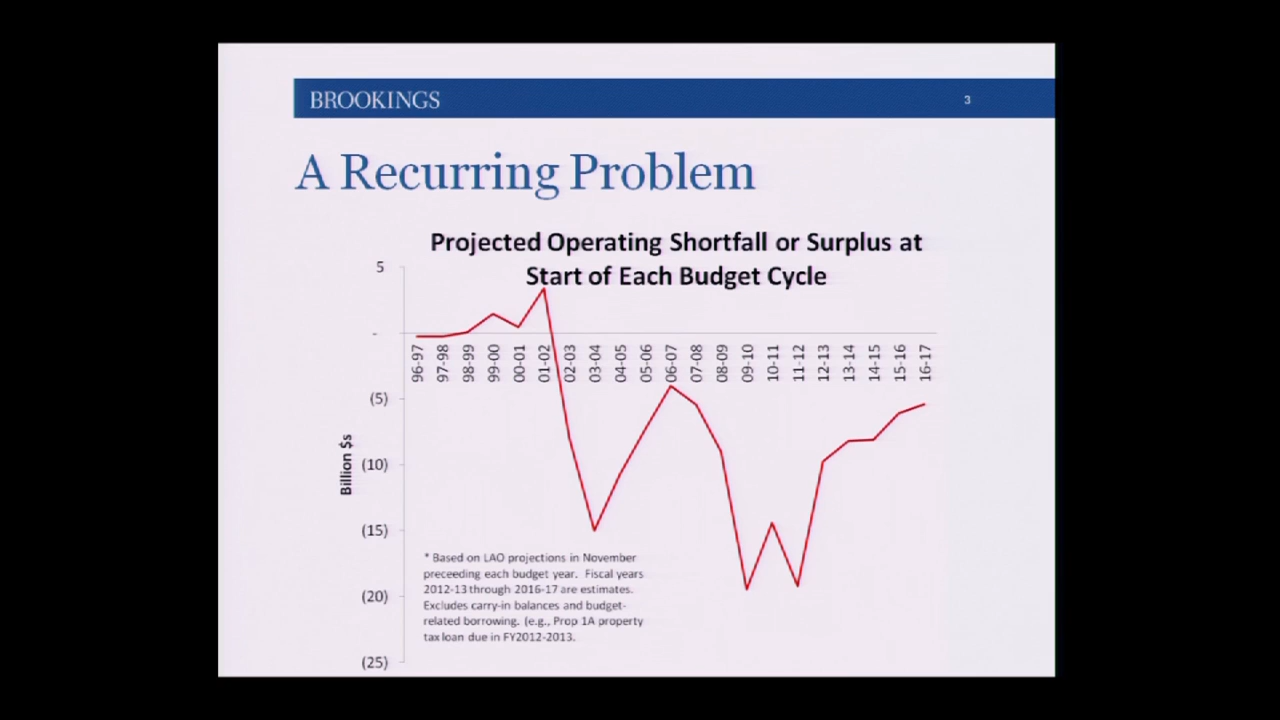 BROOKINGS
3
A Recurring Problem
Projected Operating Shortfall or Surplus at
Start of Each Budget Cycle
5
-
(5)
(10)
(15)
(20)
(25)
Billion $s
96-97
97-98
98-99
99-00
00-01
01-02
02-03
03-04
04-05
05-06
06-07
07-08
08-09
09-10
10-11
11-12
12-13
13-14
14-15
15-16
16-17
* Based on LAO projections in November
preceeding each budget year. Fiscal years
2012-13 through 2016-17 are estimates.
Excludes carry-in balances and budget-
related borrowing. (e.g., Prop 1A property
tax loan due in FY2012-2013.